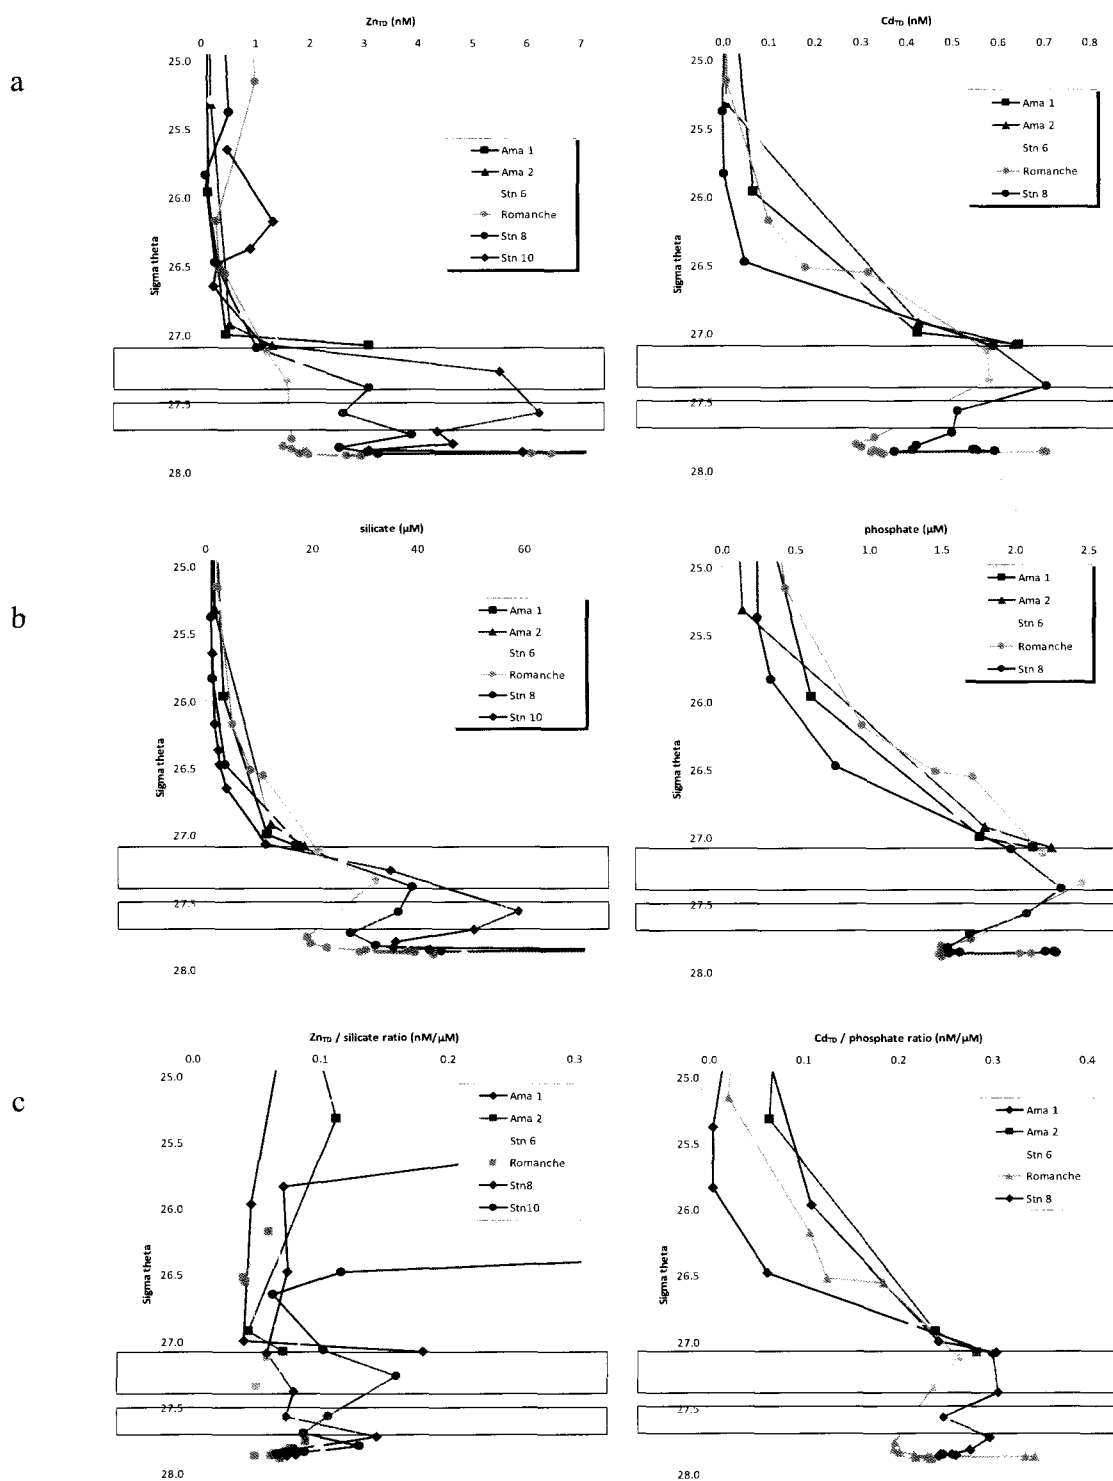 a
Zn_TD (nM)
0 1 2 3 4 5 6 7
25.0
25.5
26.0
26.5
27.0
27.5
28.0
Sigma theta
Ama 1
Ama 2
Stn 6
Romanche
Stn 8
Stn 10
Cd_TD (nM)
0.0 0.1 0.2 0.3 0.4 0.5 0.6 0.7 0.8
25.0
25.5
26.0
26.5
27.0
27.5
28.0
Sigma theta
Ama 1
Ama 2
Stn 6
Romanche
Stn 8
b
silicate (µM)
0 20 40 60
25.0
25.5
26.0
26.5
27.0
27.5
28.0
Sigma theta
Ama 1
Ama 2
Stn 6
Romanche
Stn 8
Stn 10
phosphate (µM)
0.0 0.5 1.0 1.5 2.0 2.5
25.0
25.5
26.0
26.5
27.0
27.5
28.0
Sigma theta
Ama 1
Ama 2
Stn 6
Romanche
Stn 8
c
Zn_TD / silicate ratio (nM/µM)
0.0 0.1 0.2 0.3
25.0
25.5
26.0
26.5
27.0
27.5
28.0
Sigma theta
Ama 1
Ama 2
Stn 6
Romanche
Stn8
Stn10
Cd_TD / phosphate ratio (nM/µM)
0.0 0.1 0.2 0.3 0.4
25.0
25.5
26.0
26.5
27.0
27.5
28.0
Sigma theta
Ama 1
Ama 2
Stn 6
Romanche
Stn 8